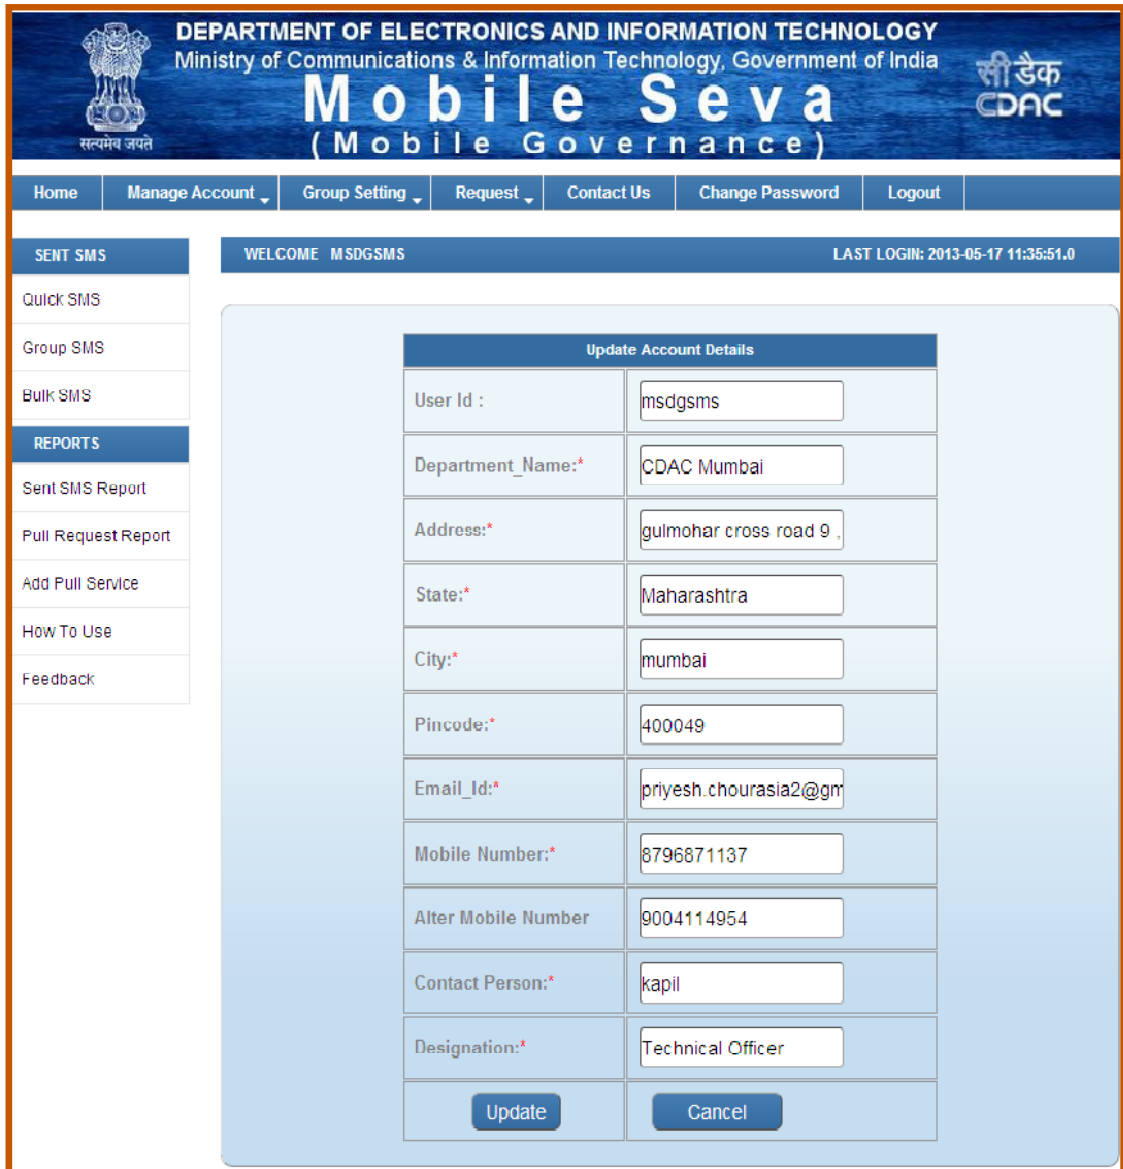 DEPARTMENT OF ELECTRONICS AND INFORMATION TECHNOLOGY
Ministry of Communications & Information Technology, Government of India
Mobile Seva
(Mobile Governance)
सत्यमेव जयते
सी डैक
CDAC
Home Manage Account Group Setting Request Contact Us Change Password Logout
SENT SMS
Quick SMS
Group SMS
Bulk SMS
REPORTS
Sent SMS Report
Pull Request Report
Add Pull Service
How To Use
Feedback
WELCOME MSDGSMS LAST LOGIN: 2013-05-17 11:35:51.0
Update Account Details
User Id : msdgsms
Department_Name:* CDAC Mumbai
Address:* gulmohar cross road 9 ,
State:* Maharashtra
City:* mumbai
Pincode:* 400049
Email_Id:* priyesh.chourasia2@gm
Mobile Number:* 8796871137
Alter Mobile Number 9004114954
Contact Person:* kapil
Designation:* Technical Officer
Update Cancel